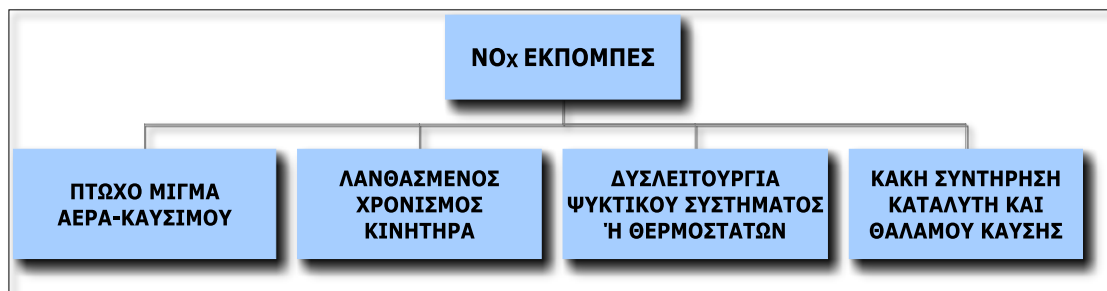 NOx ΕΚΠΟΜΠΕΣ
ΠΤΩΧΟ ΜΙΓΜΑ
ΑΕΡΑ-ΚΑΥΣΙΜΟΥ
ΛΑΝΘΑΣΜΕΝΟΣ
ΧΡΟΝΙΣΜΟΣ
ΚΙΝΗΤΗΡΑ
ΔΥΣΛΕΙΤΟΥΡΓΙΑ
ΨΥΚΤΙΚΟΥ ΣΥΣΤΗΜΑΤΟΣ
Ή ΘΕΡΜΟΣΤΑΤΩΝ
ΚΑΚΗ ΣΥΝΤΗΡΗΣΗ
ΚΑΤΑΛΥΤΗ ΚΑΙ
ΘΑΛΑΜΟΥ ΚΑΥΣΗΣ